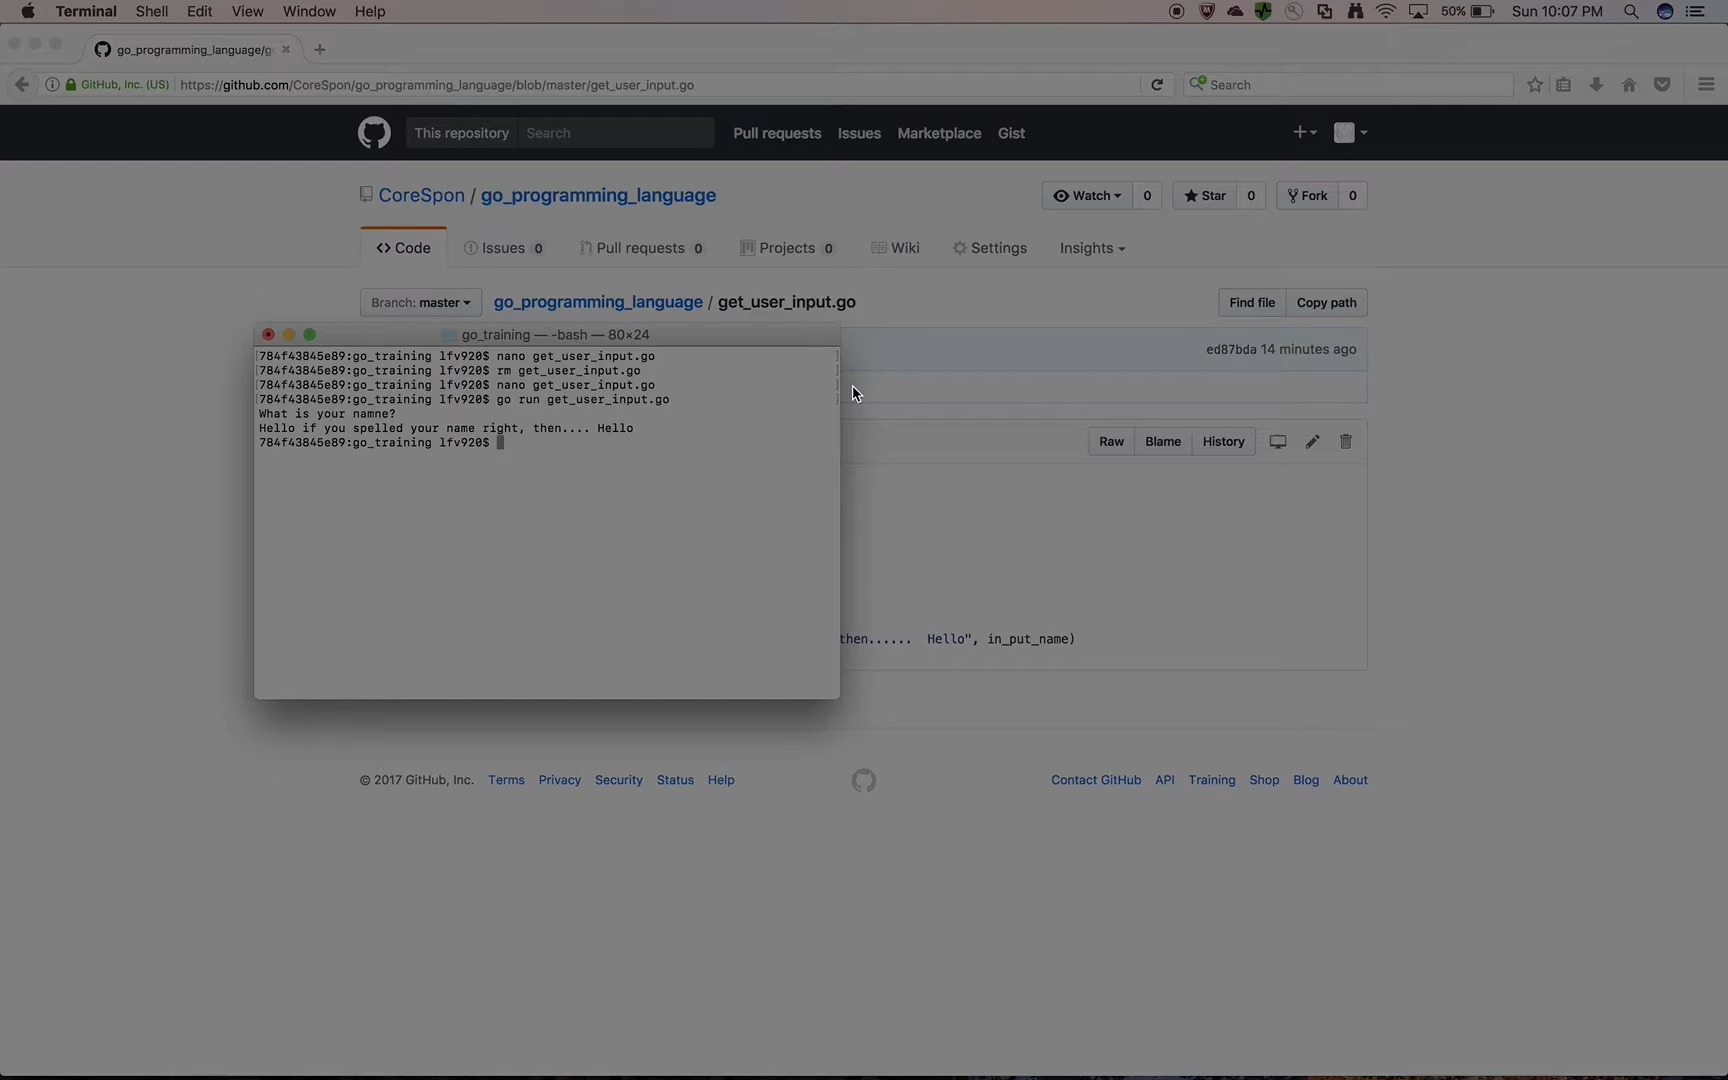 Terminal Shell Edit View Window Help 50% Sun 10:07 PM
go_programming_language/g
GitHub, Inc. (US) https://github.com/CoreSpon/go_programming_language/blob/master/get_user_input.go Search
This repository Search Pull requests Issues Marketplace Gist
CoreSpon / go_programming_language Watch 0 Star 0 Fork 0
Code Issues 0 Pull requests 0 Projects 0 Wiki Settings Insights
Branch: master go_programming_language / get_user_input.go Find file Copy path
go_training — -bash — 80×24
ed87bda 14 minutes ago
784f43845e89:go_training lfv920$ nano get_user_input.go
784f43845e89:go_training lfv920$ rm get_user_input.go
784f43845e89:go_training lfv920$ nano get_user_input.go
784f43845e89:go_training lfv920$ go run get_user_input.go
What is your namne?
Hello if you spelled your name right, then.... Hello
784f43845e89:go_training lfv920$
Raw Blame History
then...... Hello", in_put_name)
© 2017 GitHub, Inc. Terms Privacy Security Status Help Contact GitHub API Training Shop Blog About